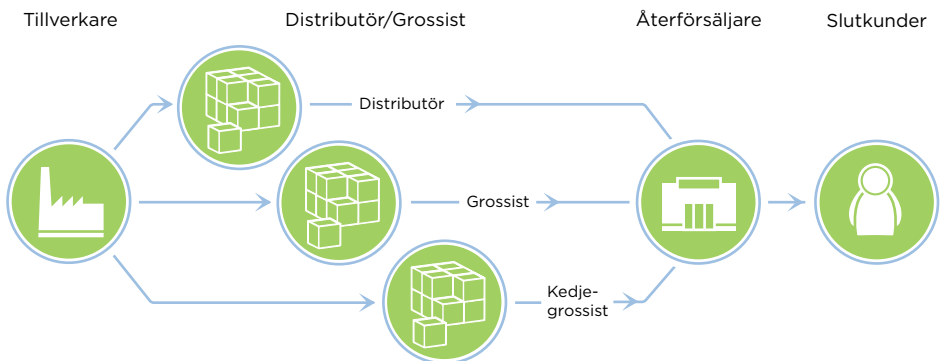 Tillverkare
Distributör/Grossist
Återförsäljare
Slutkunder
Distributör
Grossist
Kedje-
grossist